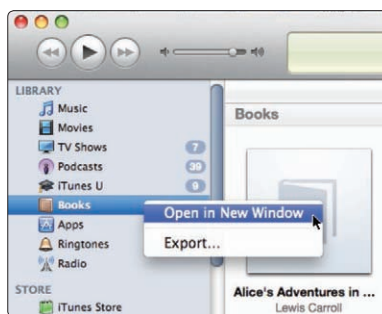 LIBRARY
Music
Movies
TV Shows 7
Podcasts 39
iTunes U 9
Books
Apps
Ringtones
Radio
STORE
iTunes Store
Books
Open in New Window
Export...
Alice's Adventures in ...
Lewis Carroll